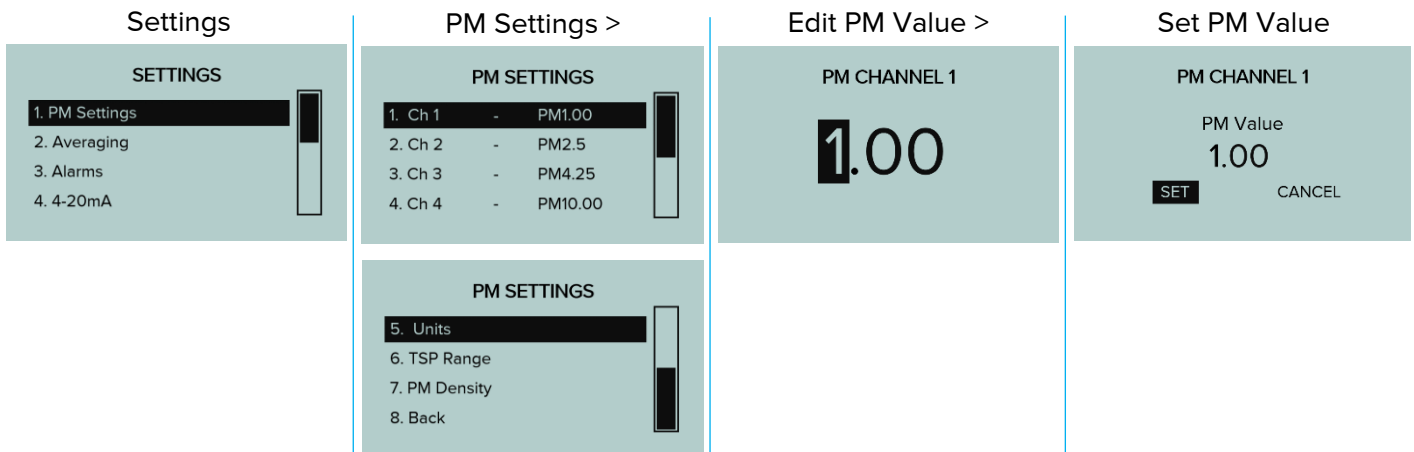 Settings
SETTINGS
1. PM Settings
2. Averaging
3. Alarms
4. 4-20mA
PM Settings >
PM SETTINGS
1. Ch 1 - PM1.00
2. Ch 2 - PM2.5
3. Ch 3 - PM4.25
4. Ch 4 - PM10.00
PM SETTINGS
5. Units
6. TSP Range
7. PM Density
8. Back
Edit PM Value >
PM CHANNEL 1
1.00
Set PM Value
PM CHANNEL 1
PM Value
1.00
SET CANCEL